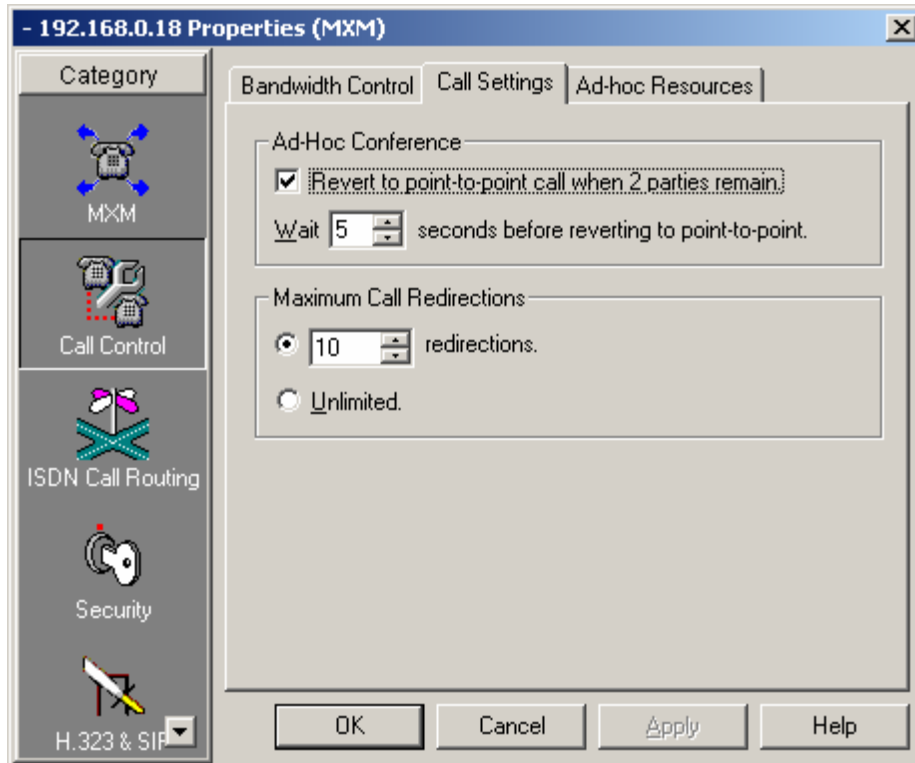 - 192.168.0.18 Properties (MXM)
Category
MXM
Call Control
ISDN Call Routing
Security
H.323 & SIP
Bandwidth Control Call Settings Ad-hoc Resources
Ad-Hoc Conference
Revert to point-to-point call when 2 parties remain.
Wait 5 seconds before reverting to point-to-point.
Maximum Call Redirections
10 redirections.
Unlimited.
OK Cancel Apply Help